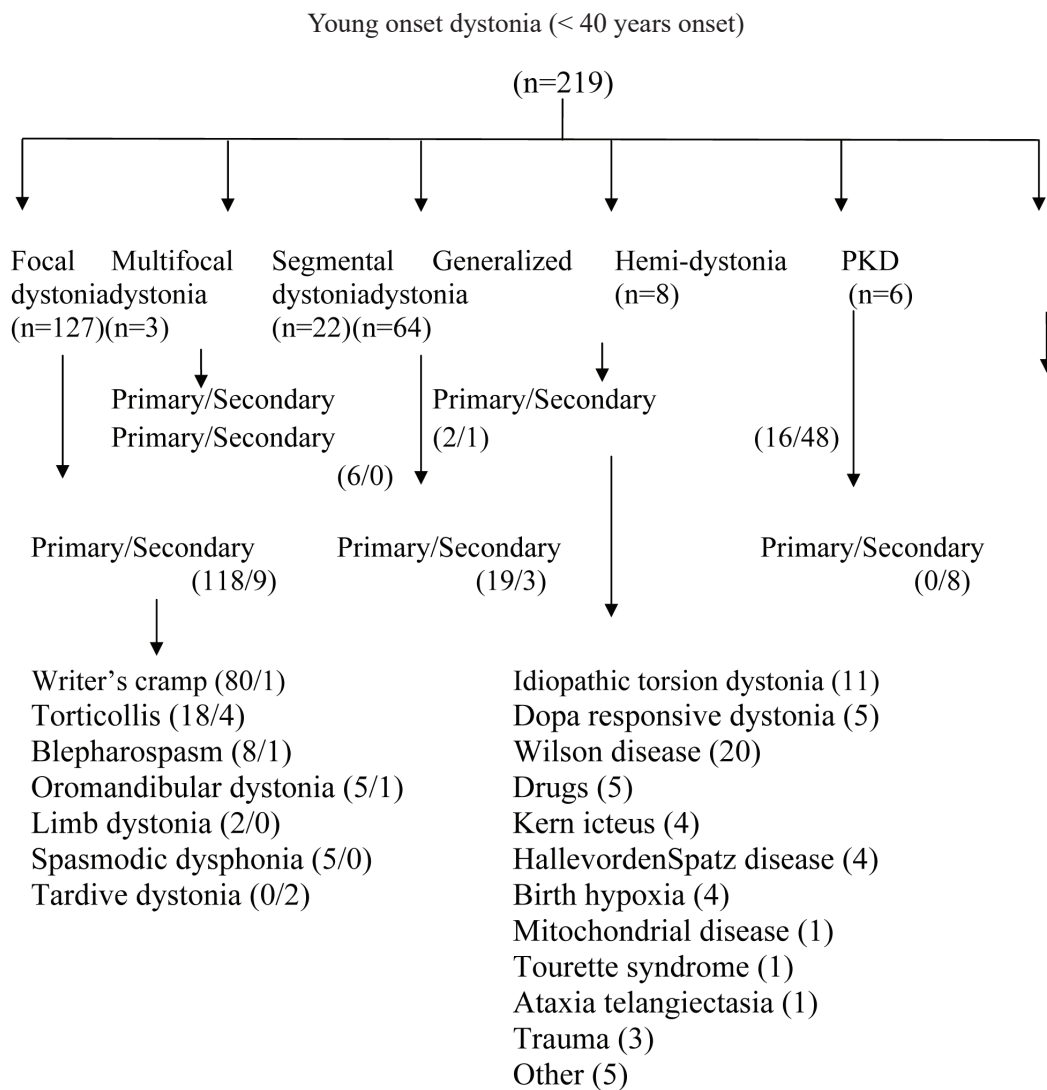 Young onset dystonia (< 40 years onset)
(n=219)
Focal Multifocal Segmental Generalized Hemi-dystonia PKD
dystoniadystonia dystoniadystonia (n=8) (n=6)
(n=127)(n=3) (n=22)(n=64)
Primary/Secondary Primary/Secondary
Primary/Secondary (2/1) (16/48)
(6/0)
Primary/Secondary Primary/Secondary Primary/Secondary
(118/9) (19/3) (0/8)
Writer’s cramp (80/1)
Torticollis (18/4)
Blepharospasm (8/1)
Oromandibular dystonia (5/1)
Limb dystonia (2/0)
Spasmodic dysphonia (5/0)
Tardive dystonia (0/2)
Idiopathic torsion dystonia (11)
Dopa responsive dystonia (5)
Wilson disease (20)
Drugs (5)
Kern icteus (4)
HallevordenSpatz disease (4)
Birth hypoxia (4)
Mitochondrial disease (1)
Tourette syndrome (1)
Ataxia telangiectasia (1)
Trauma (3)
Other (5)